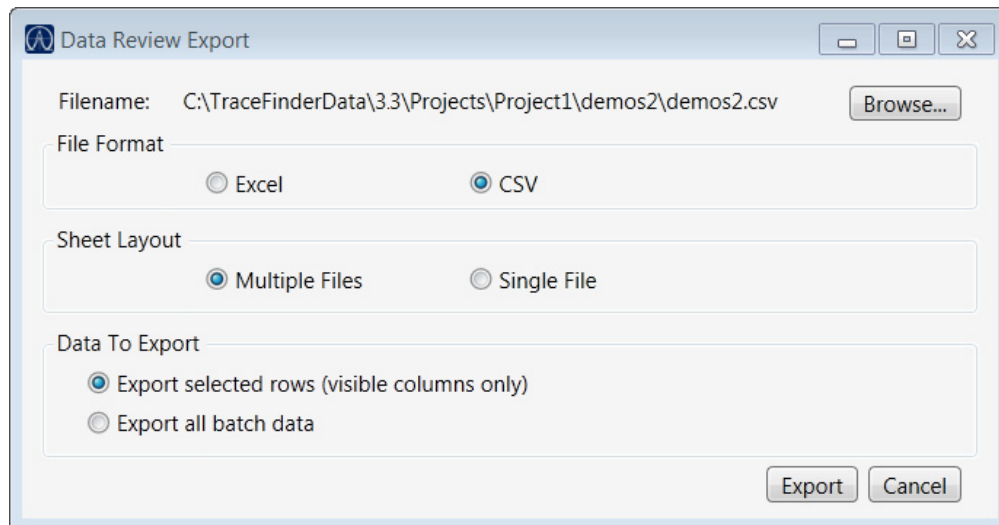 Data Review Export
Filename: C:\TraceFinderData\3.3\Projects\Project1\demos2\demos2.csv Browse...
File Format
Excel CSV
Sheet Layout
Multiple Files Single File
Data To Export
Export selected rows (visible columns only)
Export all batch data
Export Cancel